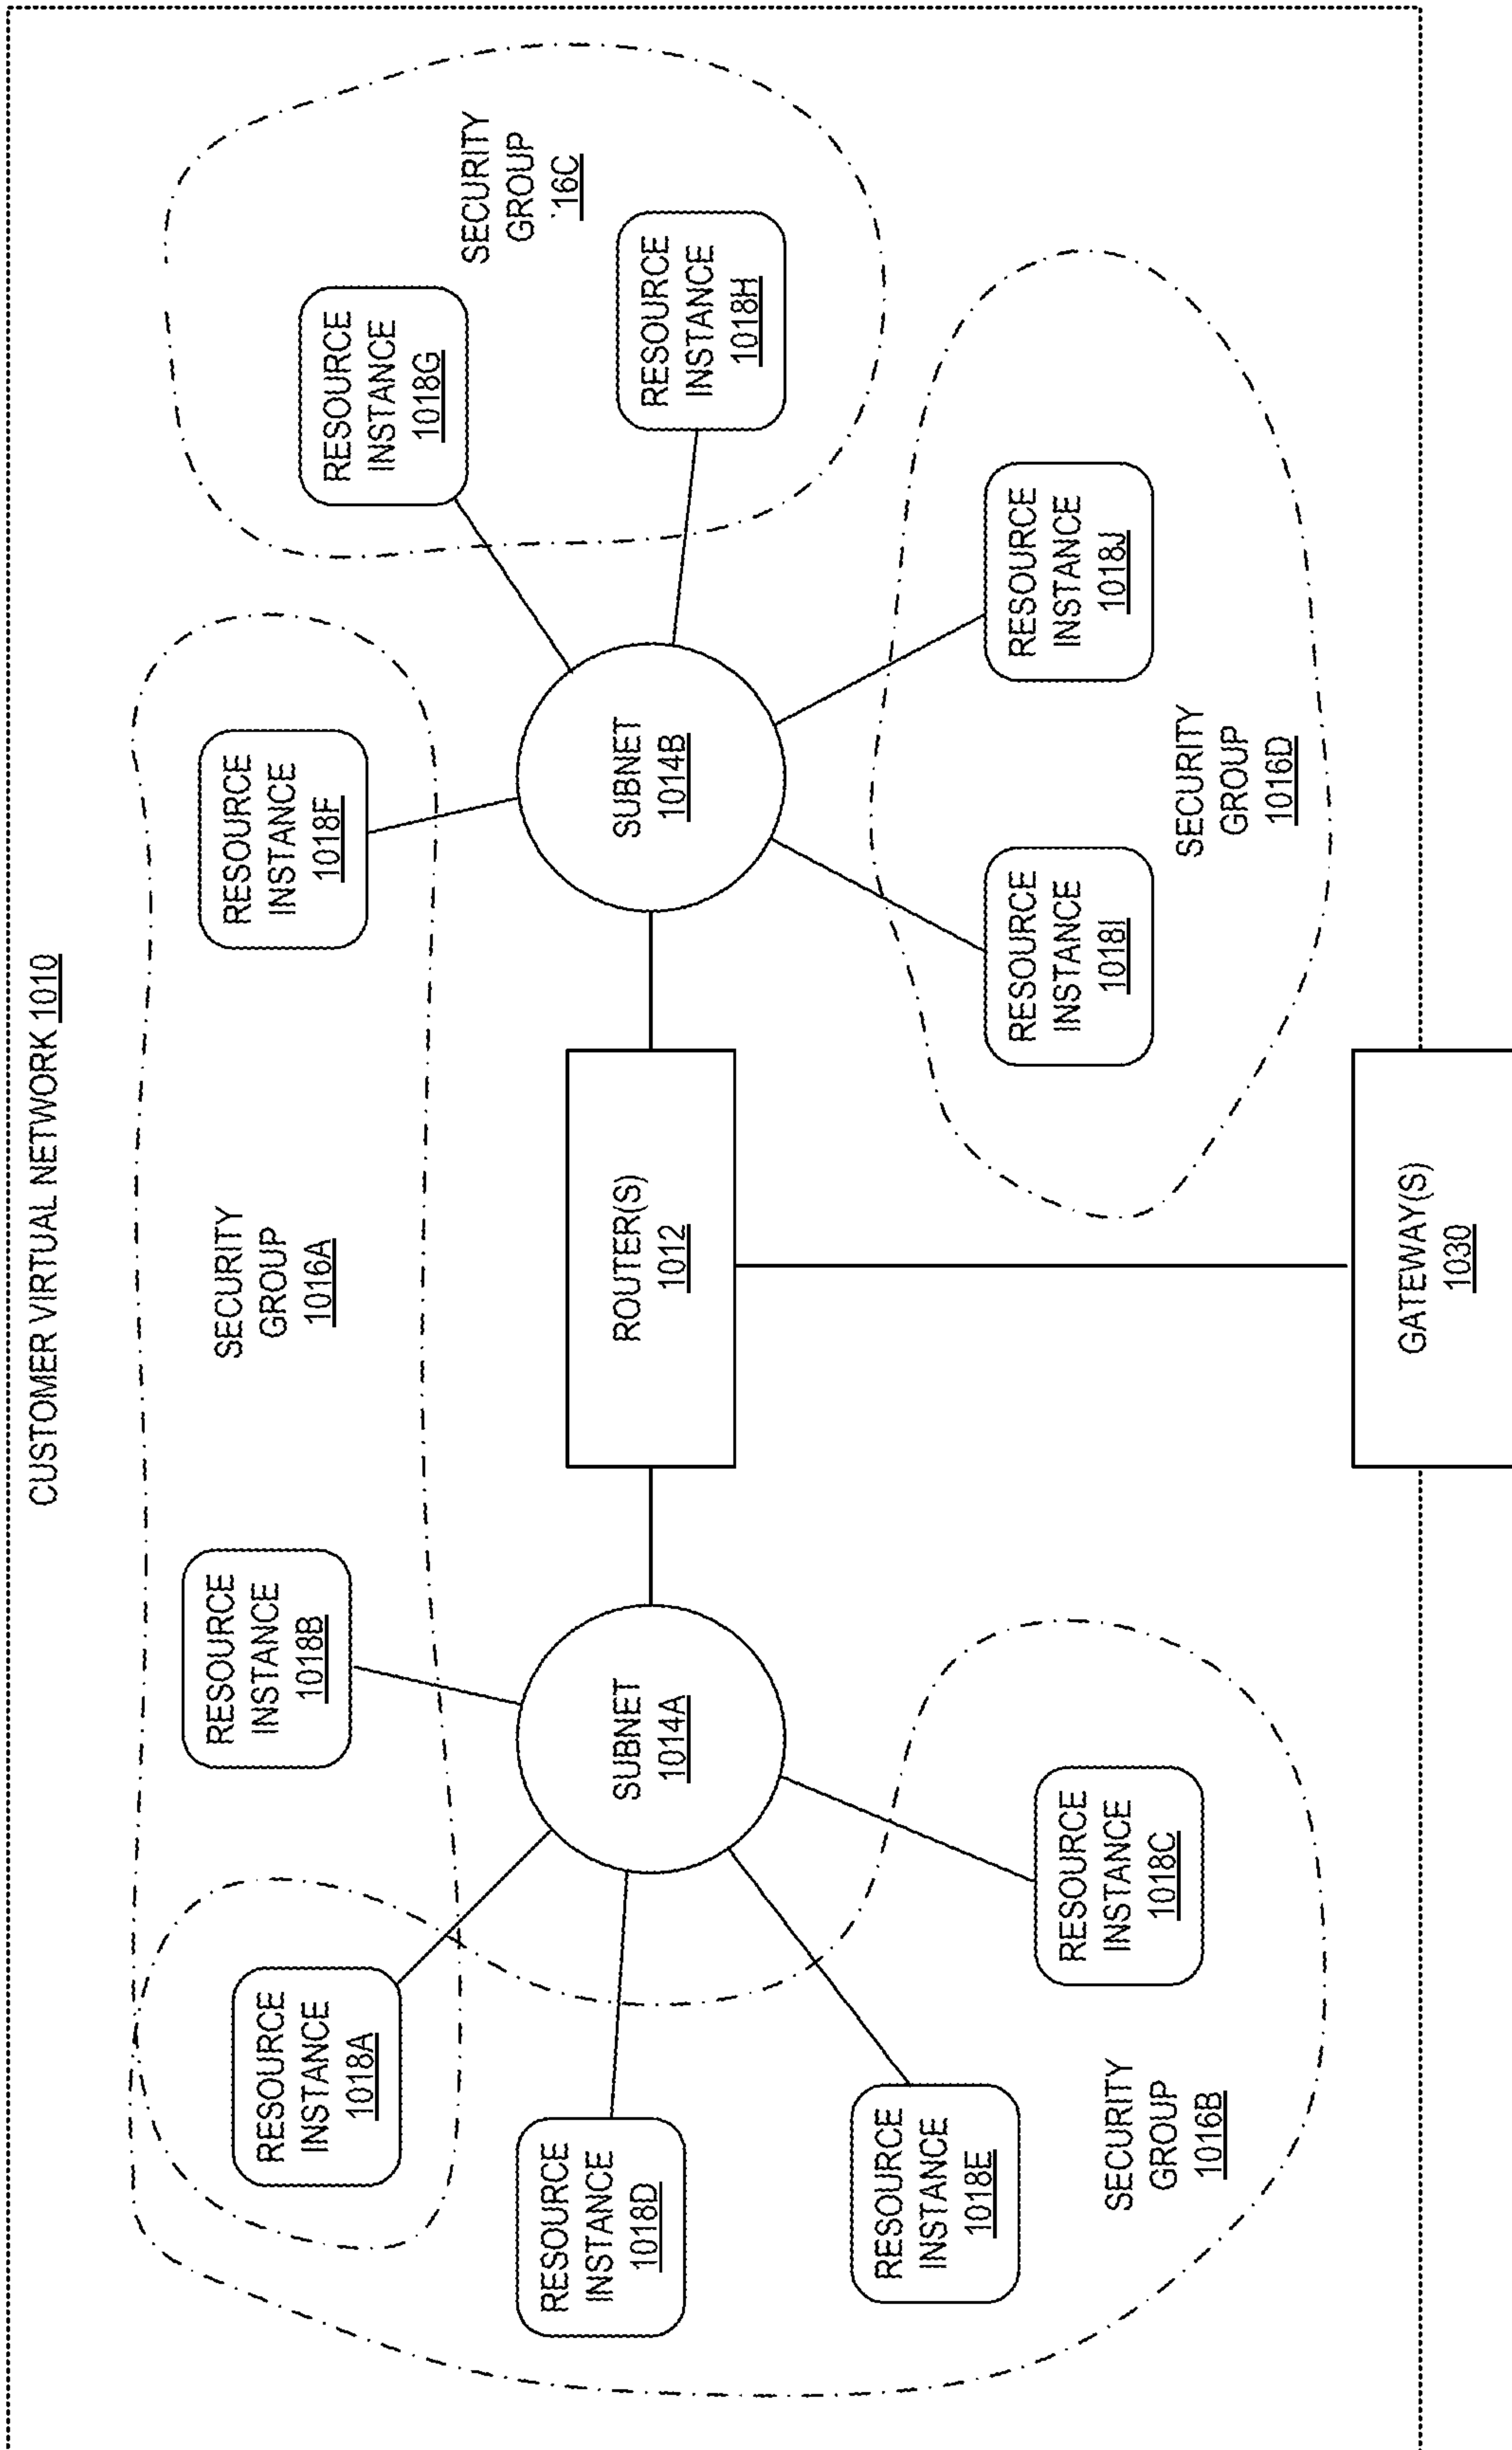 CUSTOMER VIRTUAL NETWORK 1010
RESOURCE
INSTANCE
1018A
RESOURCE
INSTANCE
1018B
SECURITY
GROUP
1016A
RESOURCE
INSTANCE
1018F
RESOURCE
INSTANCE
1018G
SECURITY
GROUP
'16C
RESOURCE
INSTANCE
1018H
RESOURCE
INSTANCE
1018D
SUBNET
1014A
ROUTER(S)
1012
SUBNET
1014B
RESOURCE
INSTANCE
1018E
RESOURCE
INSTANCE
1018C
RESOURCE
INSTANCE
1018I
RESOURCE
INSTANCE
1018J
SECURITY
GROUP
1016B
SECURITY
GROUP
1016D
GATEWAY(S)
1030